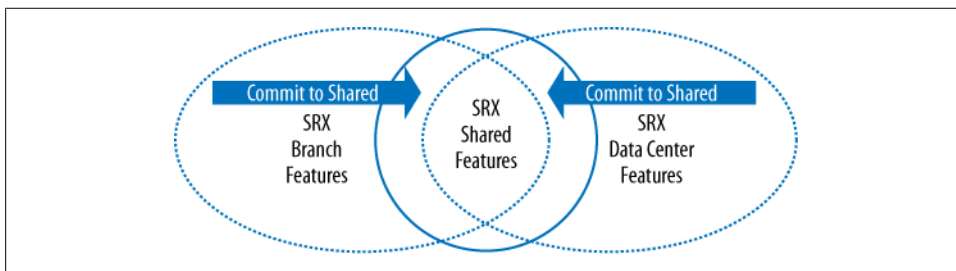 Commit to Shared
SRX
Branch
Features
SRX
Shared
Features
Commit to Shared
SRX
Data Center
Features